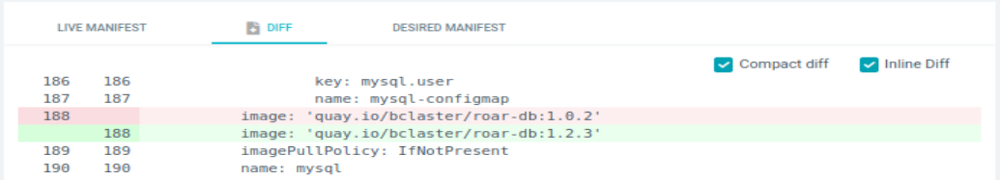 LIVE MANIFEST DIFF DESIRED MANIFEST
Compact diff Inline Diff
186 186 key: mysql.user
187 187 name: mysql-configmap
188 image: 'quay.io/bclaster/roar-db:1.0.2'
188 image: 'quay.io/bclaster/roar-db:1.2.3'
189 189 imagePullPolicy: IfNotPresent
190 190 name: mysql